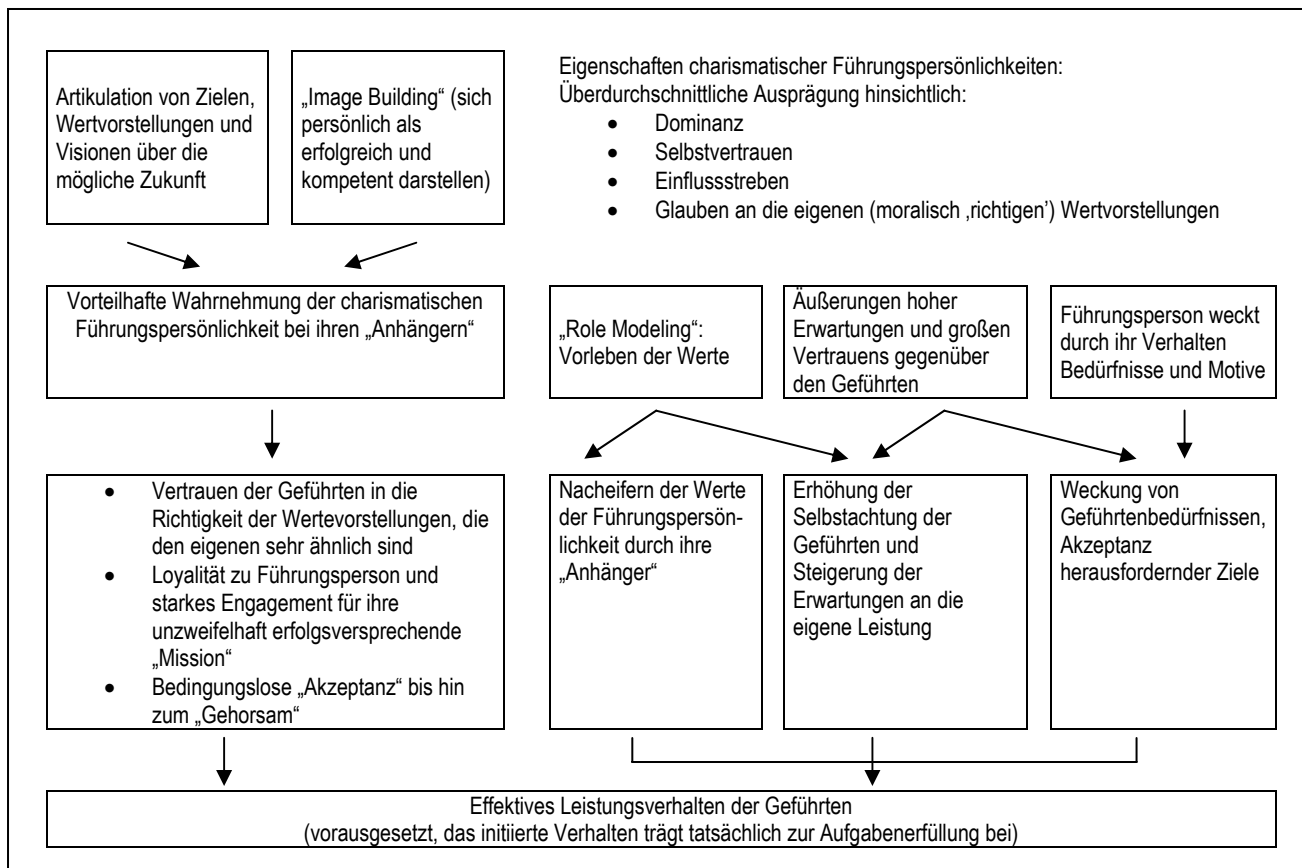 Artikulation von Zielen,
Wertvorstellungen und
Visionen über die
mögliche Zukunft
„Image Building“ (sich
persönlich als
erfolgreich und
kompetent darstellen)
Eigenschaften charismatischer Führungspersönlichkeiten:
Überdurchschnittliche Ausprägung hinsichtlich:
• Dominanz
• Selbstvertrauen
• Einflussstreben
• Glauben an die eigenen (moralisch ‚richtigen’) Wertvorstellungen
Vorteilhafte Wahrnehmung der charismatischen
Führungspersönlichkeit bei ihren „Anhängern“
„Role Modeling“:
Vorleben der Werte
Äußerungen hoher
Erwartungen und großen
Vertrauens gegenüber
den Geführten
Führungsperson weckt
durch ihr Verhalten
Bedürfnisse und Motive
• Vertrauen der Geführten in die
Richtigkeit der Wertevorstellungen, die
den eigenen sehr ähnlich sind
• Loyalität zu Führungsperson und
starkes Engagement für ihre
unzweifelhaft erfolgsversprechende
„Mission“
• Bedingungslose „Akzeptanz“ bis hin
zum „Gehorsam“
Nacheifern der Werte
der Führungspersön-
lichkeit durch ihre
„Anhänger“
Erhöhung der
Selbstachtung der
Geführten und
Steigerung der
Erwartungen an die
eigene Leistung
Weckung von
Geführtenbedürfnissen,
Akzeptanz
herausfordernder Ziele
Effektives Leistungsverhalten der Geführten
(vorausgesetzt, das initiierte Verhalten trägt tatsächlich zur Aufgabenerfüllung bei)